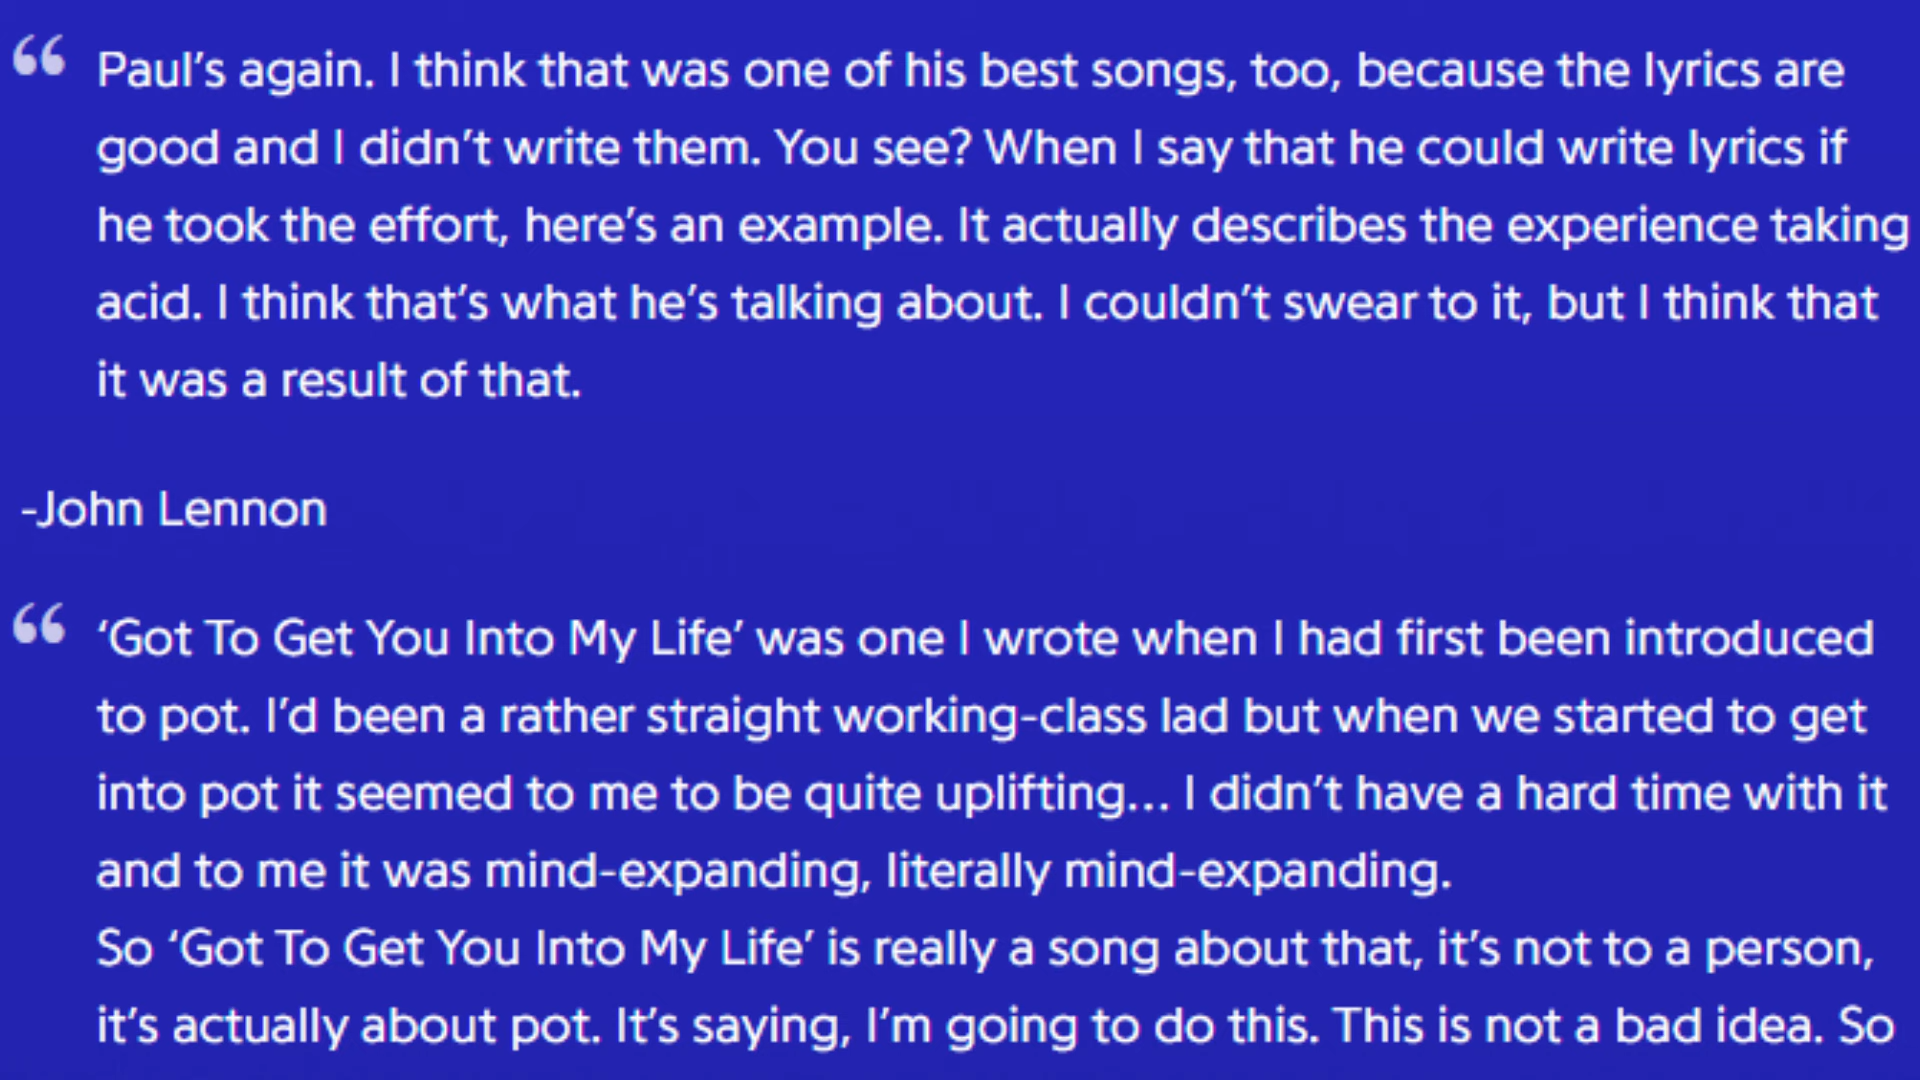 “ Paul’s again. I think that was one of his best songs, too, because the lyrics are
good and I didn’t write them. You see? When I say that he could write lyrics if
he took the effort, here’s an example. It actually describes the experience taking
acid. I think that’s what he’s talking about. I couldn’t swear to it, but I think that
it was a result of that.
-John Lennon
“ ‘Got To Get You Into My Life’ was one I wrote when I had first been introduced
to pot. I’d been a rather straight working-class lad but when we started to get
into pot it seemed to me to be quite uplifting… I didn’t have a hard time with it
and to me it was mind-expanding, literally mind-expanding.
So ‘Got To Get You Into My Life’ is really a song about that, it’s not to a person,
it’s actually about pot. It’s saying, I’m going to do this. This is not a bad idea. So